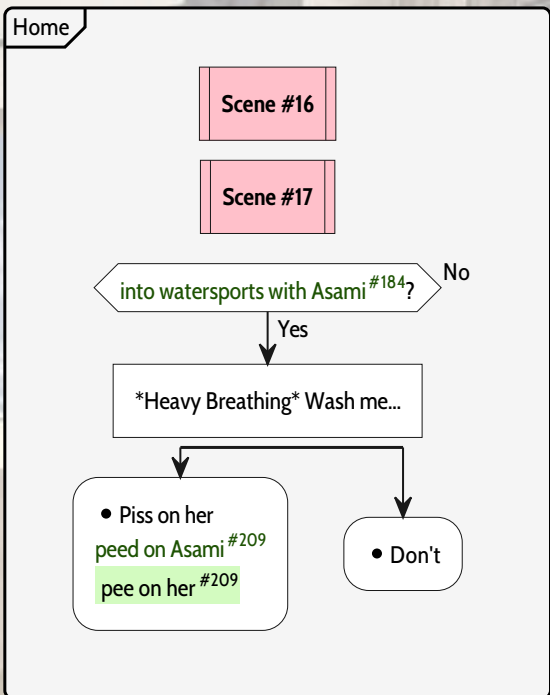 Home
Scene #16
Scene #17
into watersports with Asami #184?
No
Yes
*Heavy Breathing* Wash me...
• Piss on her
peed on Asami #209
pee on her #209
• Don't